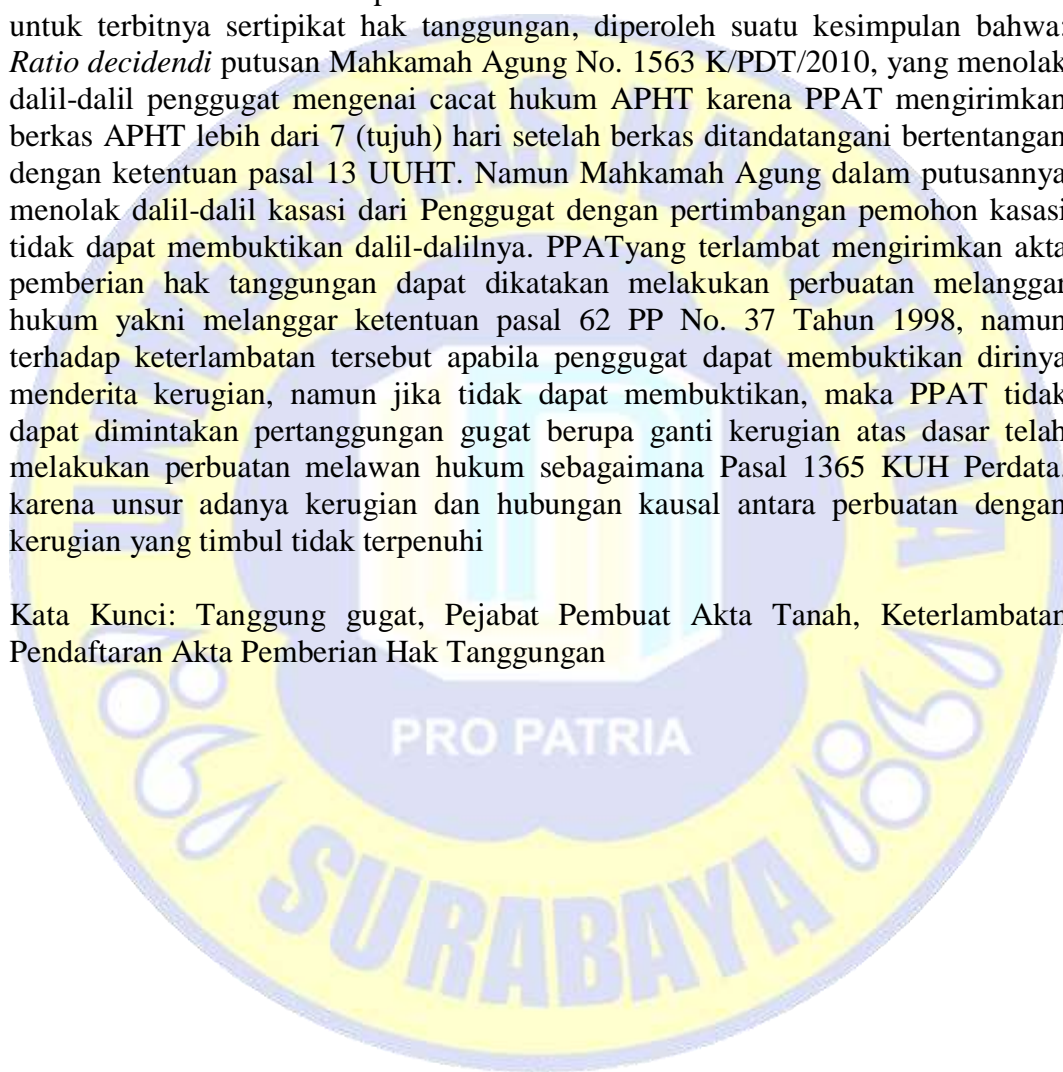 untuk terbitnya sertipikat hak tanggungan, diperoleh suatu kesimpulan bahwa:
Ratio decidendi putusan Mahkamah Agung No. 1563 K/PDT/2010, yang menolak
dalil-dalil penggugat mengenai cacat hukum APHT karena PPAT mengirimkan
berkas APHT lebih dari 7 (tujuh) hari setelah berkas ditandatangani bertentangan
dengan ketentuan pasal 13 UUHT. Namun Mahkamah Agung dalam putusannya
menolak dalil-dalil kasasi dari Penggugat dengan pertimbangan pemohon kasasi
tidak dapat membuktikan dalil-dalilnya. PPATyang terlambat mengirimkan akta
pemberian hak tanggungan dapat dikatakan melakukan perbuatan melanggar
hukum yakni melanggar ketentuan pasal 62 PP No. 37 Tahun 1998, namun
terhadap keterlambatan tersebut apabila penggugat dapat membuktikan dirinya
menderita kerugian, namun jika tidak dapat membuktikan, maka PPAT tidak
dapat dimintakan pertanggungan gugat berupa ganti kerugian atas dasar telah
melakukan perbuatan melawan hukum sebagaimana Pasal 1365 KUH Perdata,
karena unsur adanya kerugian dan hubungan kausal antara perbuatan dengan
kerugian yang timbul tidak terpenuhi
Kata Kunci: Tanggung gugat, Pejabat Pembuat Akta Tanah, Keterlambatan
Pendaftaran Akta Pemberian Hak Tanggungan
UNIVERSITAS NAROTAMA
PRO PATRIA
SURABAYA